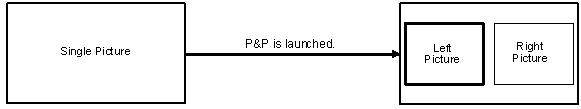 Single Picture
P&P is launched.
Left
Picture
Right
Picture